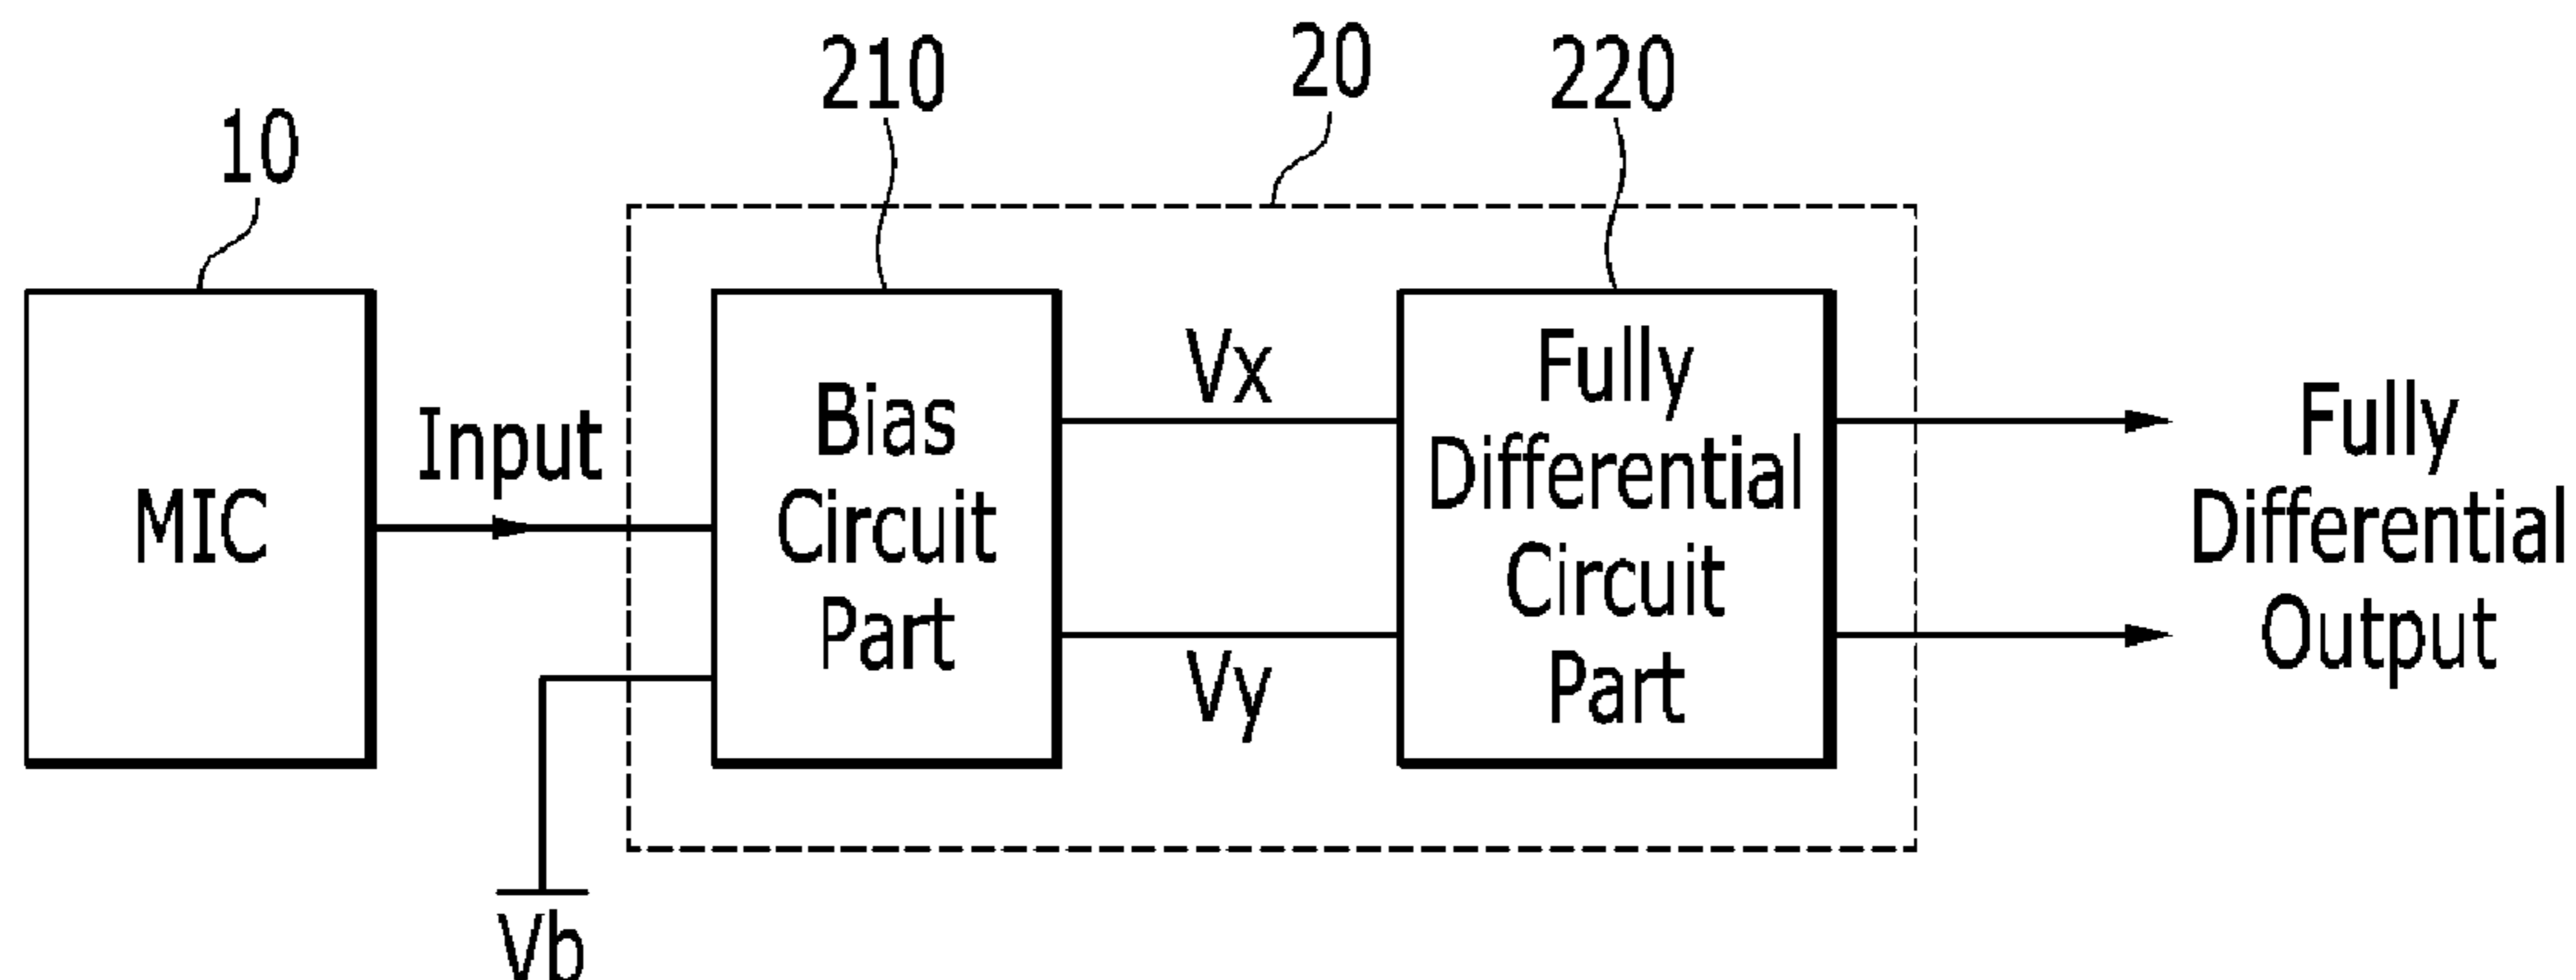 10
210
20
220
MIC
Input
Bias
Circuit
Part
Vx
Vy
Fully
Differential
Circuit
Part
Fully
Differential
Output
Vb